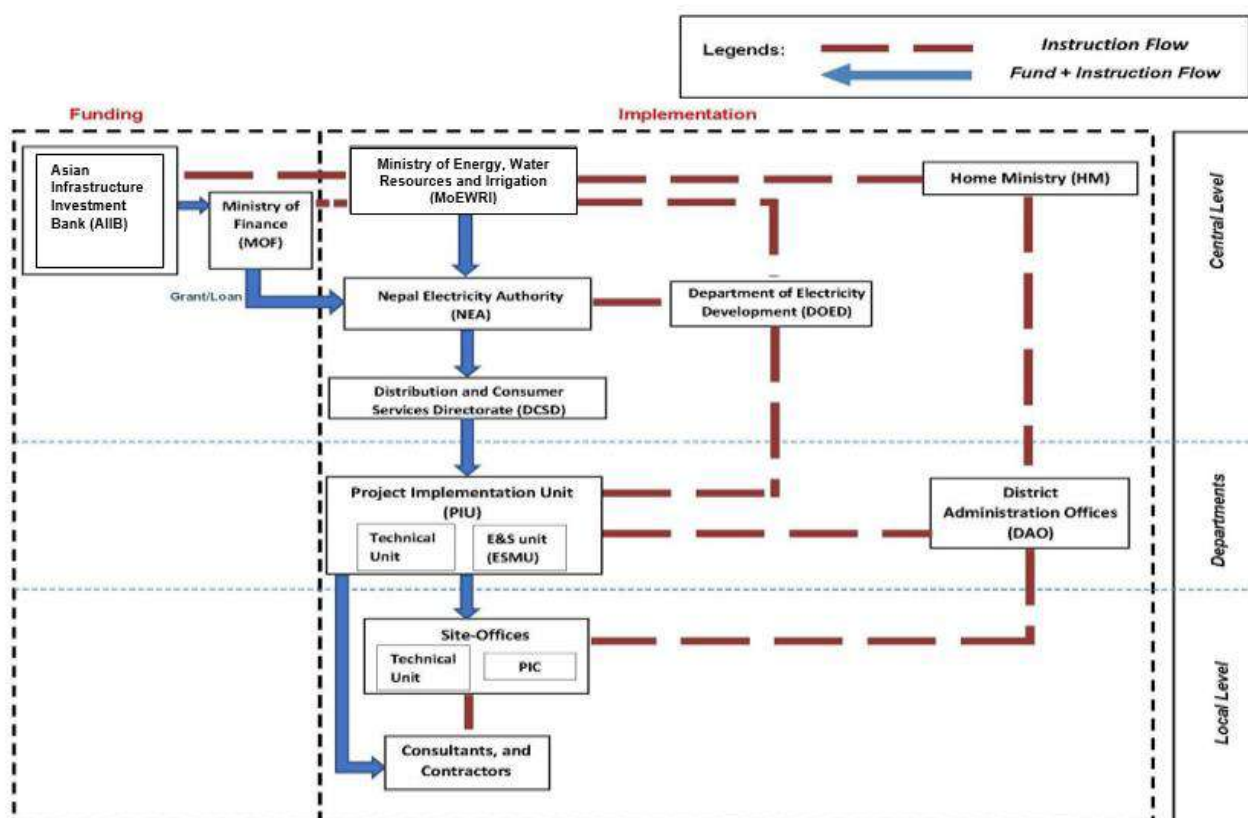 Legends:
Instruction Flow
Fund + Instruction Flow
Funding
Implementation
Asian
Infrastructure
Investment
Bank (AIIB)
Ministry of
Finance
(MOF)
Grant/Loan
Ministry of Energy, Water
Resources and Irrigation
(MoEWRI)
Home Ministry (HM)
Central Level
Nepal Electricity Authority
(NEA)
Department of Electricity
Development (DOED)
Distribution and Consumer
Services Directorate (DCSD)
Project Implementation Unit
(PIU)
Technical
Unit
E&S unit
(ESMU)
District
Administration Offices
(DAO)
Departments
Site-Offices
Technical
Unit
PIC
Consultants, and
Contractors
Local Level